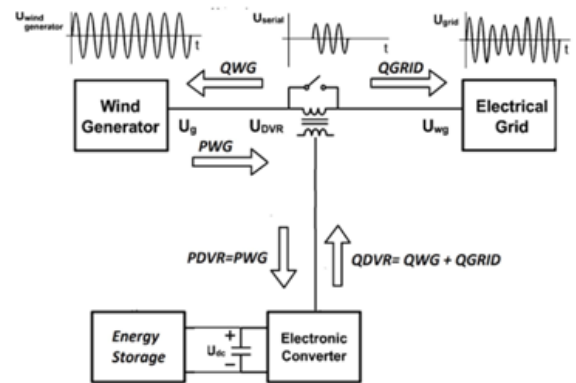 Uwind generator
t
Userial
t
Ugrid
t
QWG
QGRID
Wind Generator
Electrical Grid
Ug
UDVR
Uwg
PWG
PDVR=PWG
QDVR= QWG + QGRID
Energy Storage
+
Udc
−
Electronic Converter